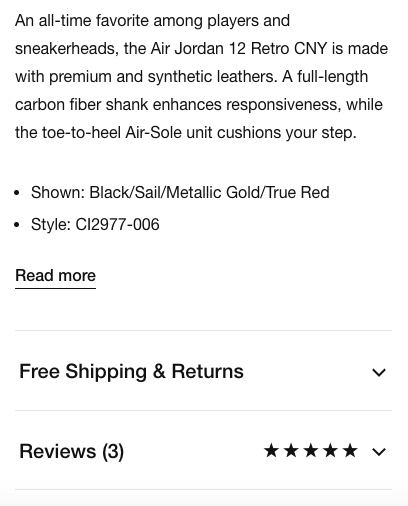 An all-time favorite among players and
sneakerheads, the Air Jordan 12 Retro CNY is made
with premium and synthetic leathers. A full-length
carbon fiber shank enhances responsiveness, while
the toe-to-heel Air-Sole unit cushions your step.
• Shown: Black/Sail/Metallic Gold/True Red
• Style: CI2977-006
Read more
Free Shipping & Returns
Reviews (3) ★★★★★